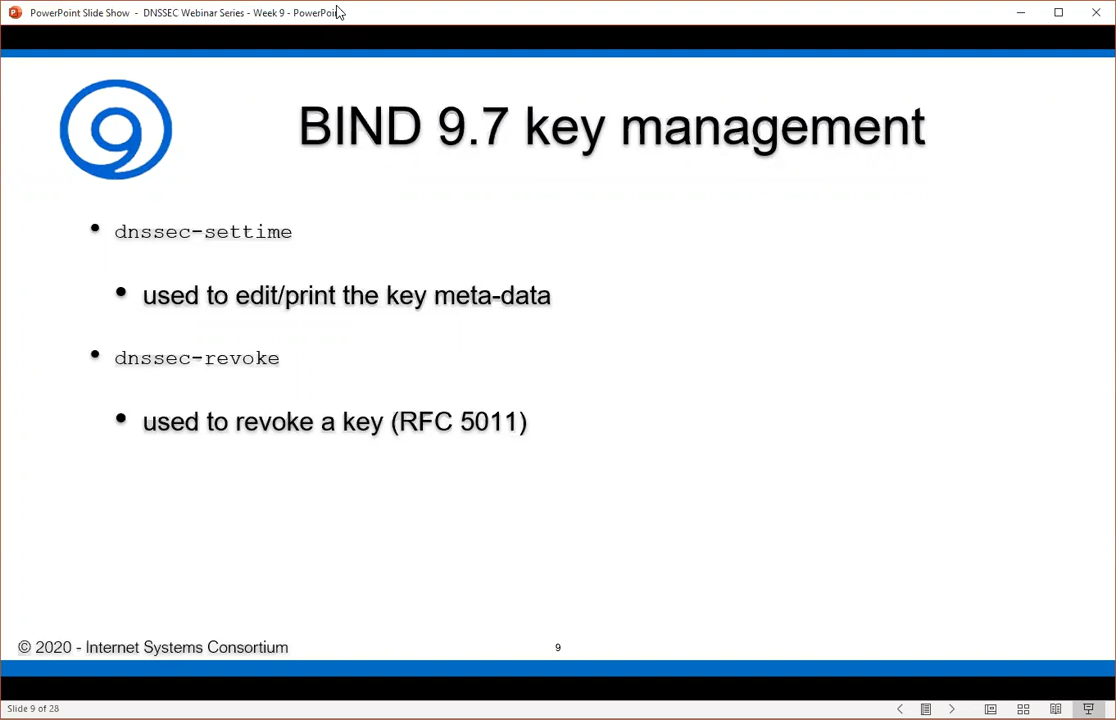 PowerPoint Slide Show - DNSSEC Webinar Series - Week 9 - PowerPoint
9
BIND 9.7 key management
• dnssec-settime
• used to edit/print the key meta-data
• dnssec-revoke
• used to revoke a key (RFC 5011)
© 2020 - Internet Systems Consortium
9
Slide 9 of 28